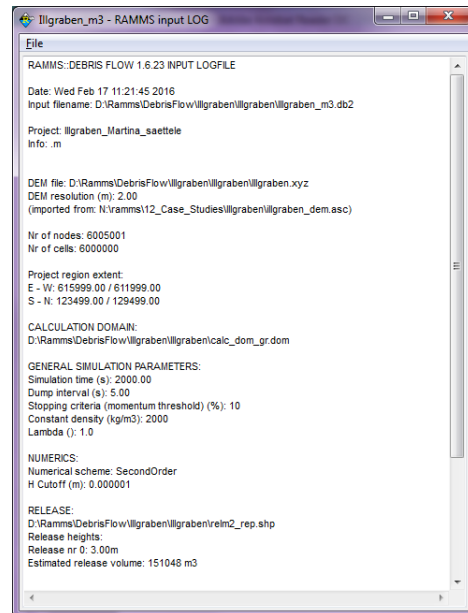 Illgraben_m3 - RAMMS input LOG
File
RAMMS::DEBRIS FLOW 1.6.23 INPUT LOGFILE
Date: Wed Feb 17 11:21:45 2016
Input filename: D:\Ramms\DebrisFlow\Illgraben\Illgraben\Illgraben_m3.db2
Project: Illgraben_Martina_saettele
Info: .m
DEM file: D:\Ramms\DebrisFlow\Illgraben\Illgraben\Illgraben.xyz
DEM resolution (m): 2.00
(imported from: N:\ramms\12_Case_Studies\Illgraben\illgraben_dem.asc)
Nr of nodes: 6005001
Nr of cells: 6000000
Project region extent:
E - W: 615999.00 / 611999.00
S - N: 123499.00 / 129499.00
CALCULATION DOMAIN:
D:\Ramms\DebrisFlow\Illgraben\calc_dom_gr.dom
GENERAL SIMULATION PARAMETERS:
Simulation time (s): 2000.00
Dump interval (s): 5.00
Stopping criteria (momentum threshold) (%): 10
Constant density (kg/m3): 2000
Lambda (): 1.0
NUMERICS:
Numerical scheme: SecondOrder
H Cutoff (m): 0.000001
RELEASE:
D:\Ramms\DebrisFlow\Illgraben\Illgraben\relm2_rep.shp
Release heights:
Release nr 0: 3.00m
Estimated release volume: 151048 m3